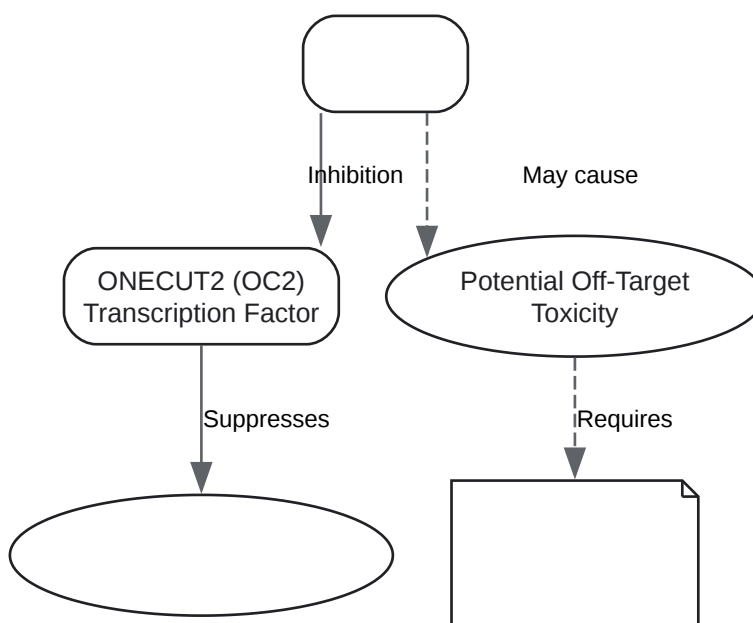 Inhibition
May cause
ONECUT2 (OC2)
Transcription Factor
Potential Off-Target
Toxicity
Suppresses
Requires